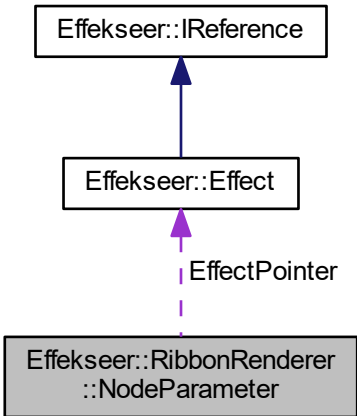 Effekseer::IReference
Effekseer::Effect
EffectPointer
Effekseer::RibbonRenderer
::NodeParameter